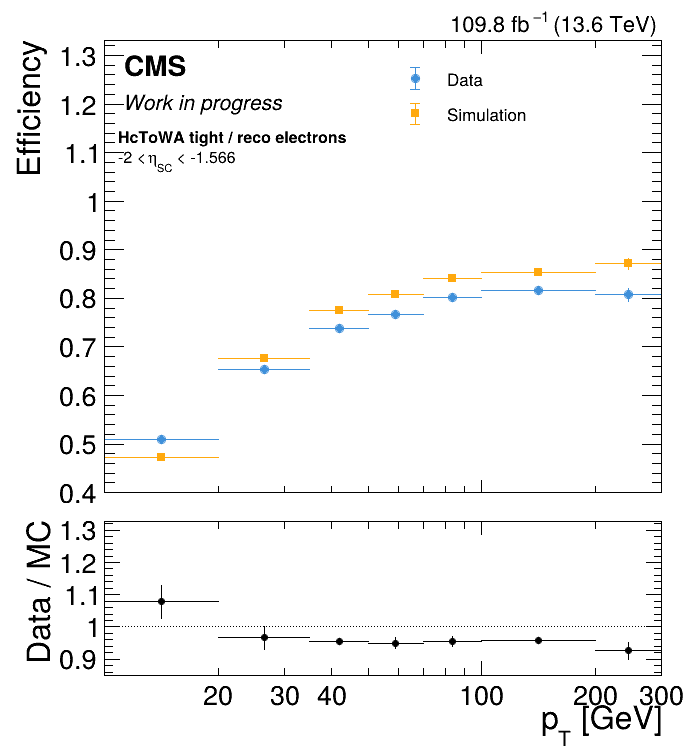 109.8 fb⁻¹ (13.6 TeV)
CMS
Work in progress
HcToWA tight / reco electrons
-2 < η_SC < -1.566
Data
Simulation
Efficiency
1.3
1.2
1.1
1
0.9
0.8
0.7
0.6
0.5
0.4
Data / MC
1.3
1.2
1.1
1
0.9
20 30 40 100 200 300
p_T [GeV]